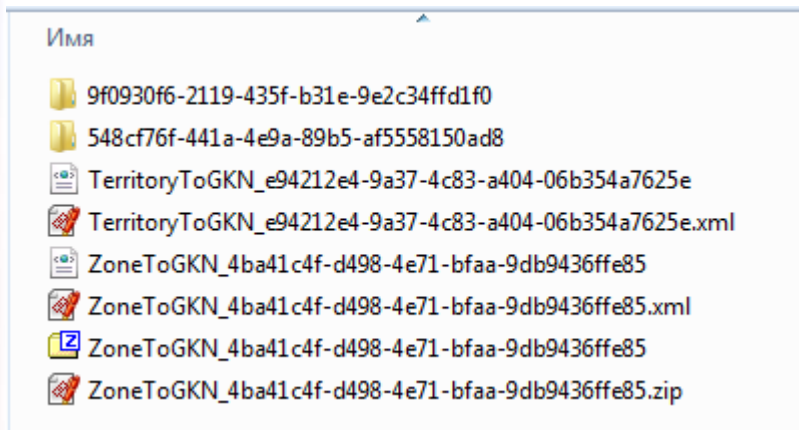 Имя
9f0930f6-2119-435f-b31e-9e2c34ffd1f0
548cf76f-441a-4e9a-89b5-af5558150ad8
TerritoryToGKN_e94212e4-9a37-4c83-a404-06b354a7625e
TerritoryToGKN_e94212e4-9a37-4c83-a404-06b354a7625e.xml
ZoneToGKN_4ba41c4f-d498-4e71-bfaa-9db9436ffe85
ZoneToGKN_4ba41c4f-d498-4e71-bfaa-9db9436ffe85.xml
ZoneToGKN_4ba41c4f-d498-4e71-bfaa-9db9436ffe85
ZoneToGKN_4ba41c4f-d498-4e71-bfaa-9db9436ffe85.zip